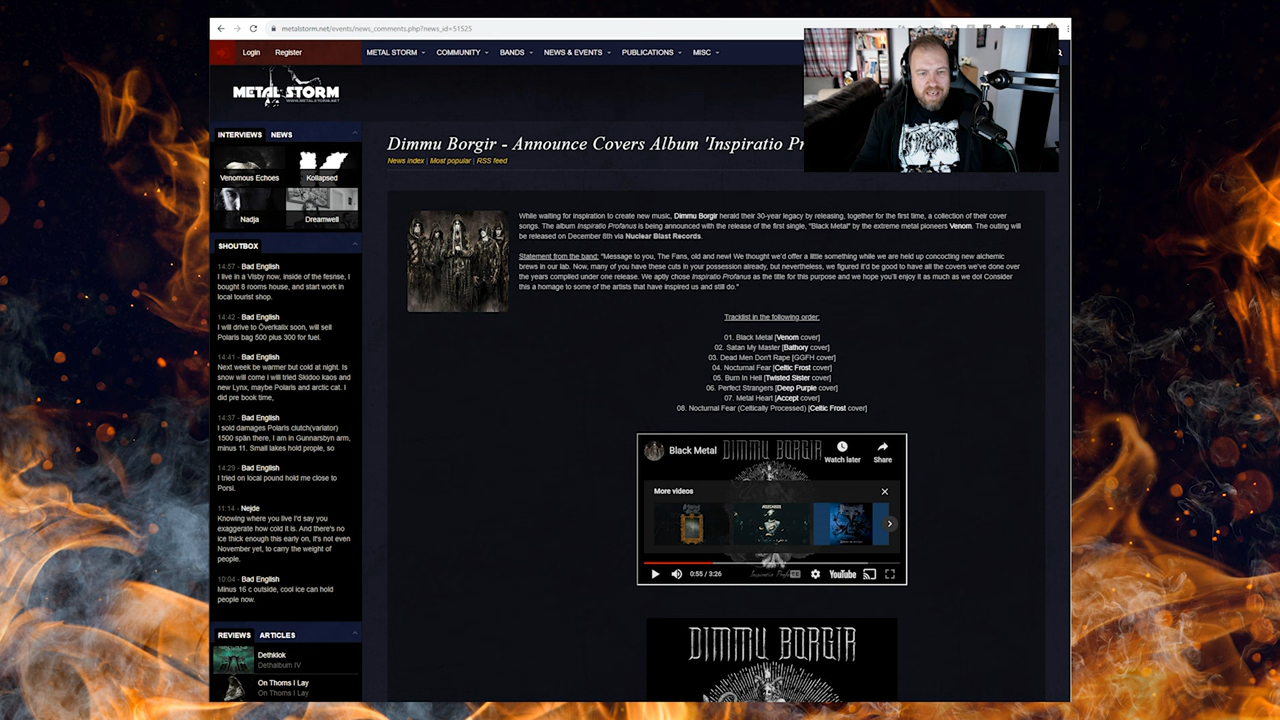 metalstorm.net/events/news_comments.php?news_id=51525
Login Register METAL STORM COMMUNITY BANDS NEWS & EVENTS PUBLICATIONS MISC
METAL STORM
WWW.METALSTORM.NET
INTERVIEWS NEWS
Venomous Echoes Kollapsed
Nadja Dreamwell
SHOUTBOX
14:57 - Bad English
I live in a Visby now, inside of the fesnse, I
bought 8 rooms house, and start work in
local tourist shop.
14:42 - Bad English
I will drive to Överkalix soon, will sell
Polaris bag 500 plus 300 for fuel.
14:41 - Bad English
Next week be warmer but cold at night. Is
snow will come i will tried Skidoo kaos and
new Lynx, maybe Polaris and arctic cat. I
did pre book time,
14:37 - Bad English
I sold damages Polaris clutch(variator)
1500 spän there, I am in Gunnarsbyn arm,
minus 11. Small lakes hold prople, so
14:29 - Bad English
I tried on local pound hold me close to
Porsi.
11:14 - Nejde
Knowing where you live I'd say you
exaggerate how cold it is. And there's no
ice thick enough this early on, it's not even
November yet, to carry the weight of
people.
10:04 - Bad English
Minus 16 c outside, cool ice can hold
people now.
REVIEWS ARTICLES
Dethklok
Dethalbum IV
On Thorns I Lay
On Thorns I Lay
Dimmu Borgir - Announce Covers Album 'Inspiratio Pr
News index | Most popular | RSS feed
While waiting for inspiration to create new music, Dimmu Borgir herald their 30-year legacy by releasing, together for the first time, a collection of their cover
songs. The album Inspiratio Profanus is being announced with the release of the first single, "Black Metal" by the extreme metal pioneers Venom. The outing will
be released on December 8th via Nuclear Blast Records.
Statement from the band: "Message to you, The Fans, old and new! We thought we'd offer a little something while we are held up concocting new alchemic
brews in our lab. Now, many of you have these cuts in your possession already, but nevertheless, we figured it'd be good to have all the covers we've done over
the years compiled under one release. We aptly chose Inspiratio Profanus as the title for this purpose and we hope you'll enjoy it as much as we do! Consider
this a homage to some of the artists that have inspired us and still do."
Tracklist in the following order:
01. Black Metal [Venom cover]
02. Satan My Master [Bathory cover]
03. Dead Men Don't Rape [GGFH cover]
04. Nocturnal Fear [Celtic Frost cover]
05. Burn In Hell [Twisted Sister cover]
06. Perfect Strangers [Deep Purple cover]
07. Metal Heart [Accept cover]
08. Nocturnal Fear (Celtically Processed) [Celtic Frost cover]
Black Metal DIMMU BORGIR
Watch later Share
More videos
Inspiratio Profa
0:55 / 3:26 YouTube
DIMMU BORGIR